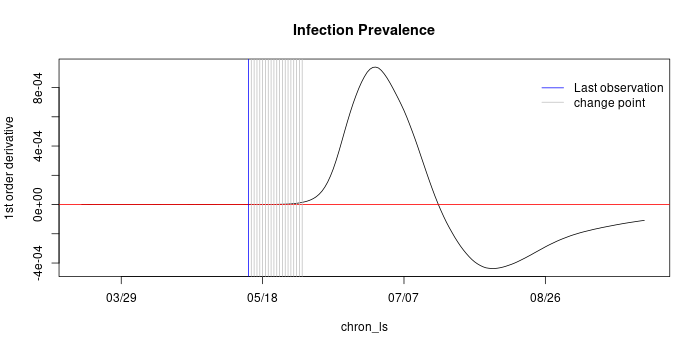 Infection Prevalence
1st order derivative
8e-04
4e-04
0e+00
-4e-04
Last observation
change point
03/29
05/18
07/07
08/26
chron_ls